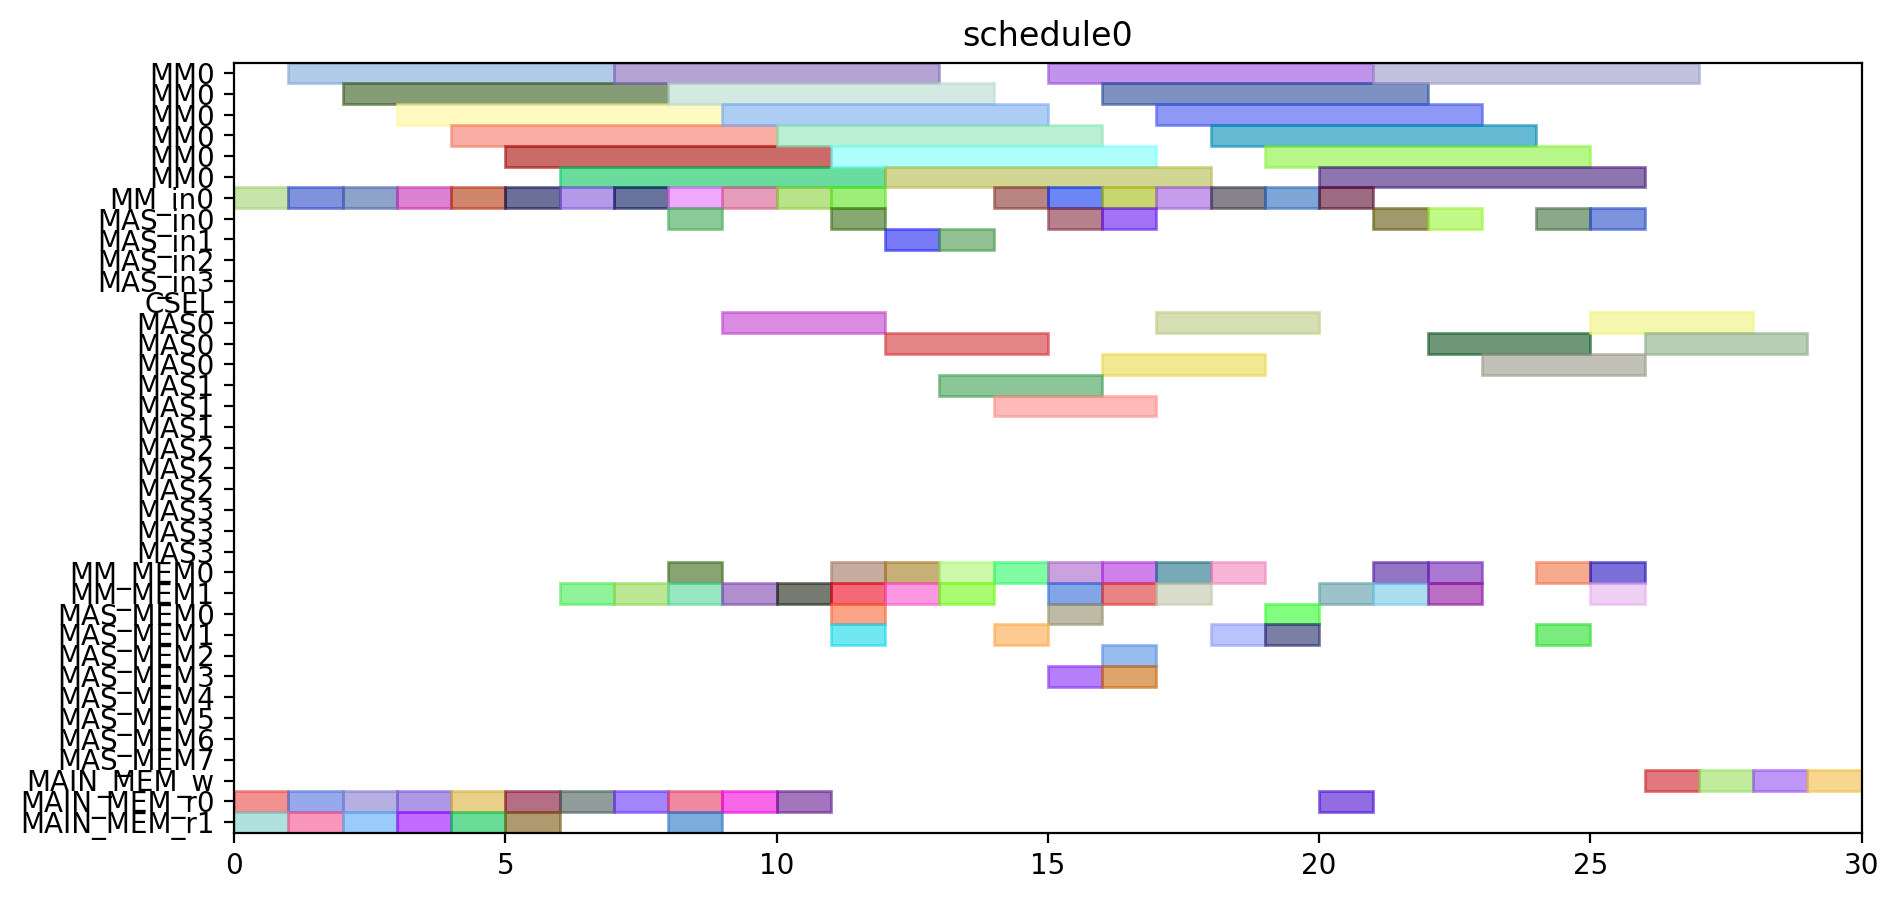 schedule0
MM0
MM0
MM0
MM0
MM0
MM0
MM_in0
MAS_in0
MAS_in1
MAS_in2
MAS_in3
CSEL
MAS0
MAS0
MAS0
MAS1
MAS1
MAS1
MAS2
MAS2
MAS2
MAS3
MAS3
MAS3
MM_MEM0
MM_MEM1
MAS_MEM0
MAS_MEM1
MAS_MEM2
MAS_MEM3
MAS_MEM4
MAS_MEM5
MAS_MEM6
MAS_MEM7
MAIN_MEM_w
MAIN_MEM_r0
MAIN_MEM_r1
0 5 10 15 20 25 30